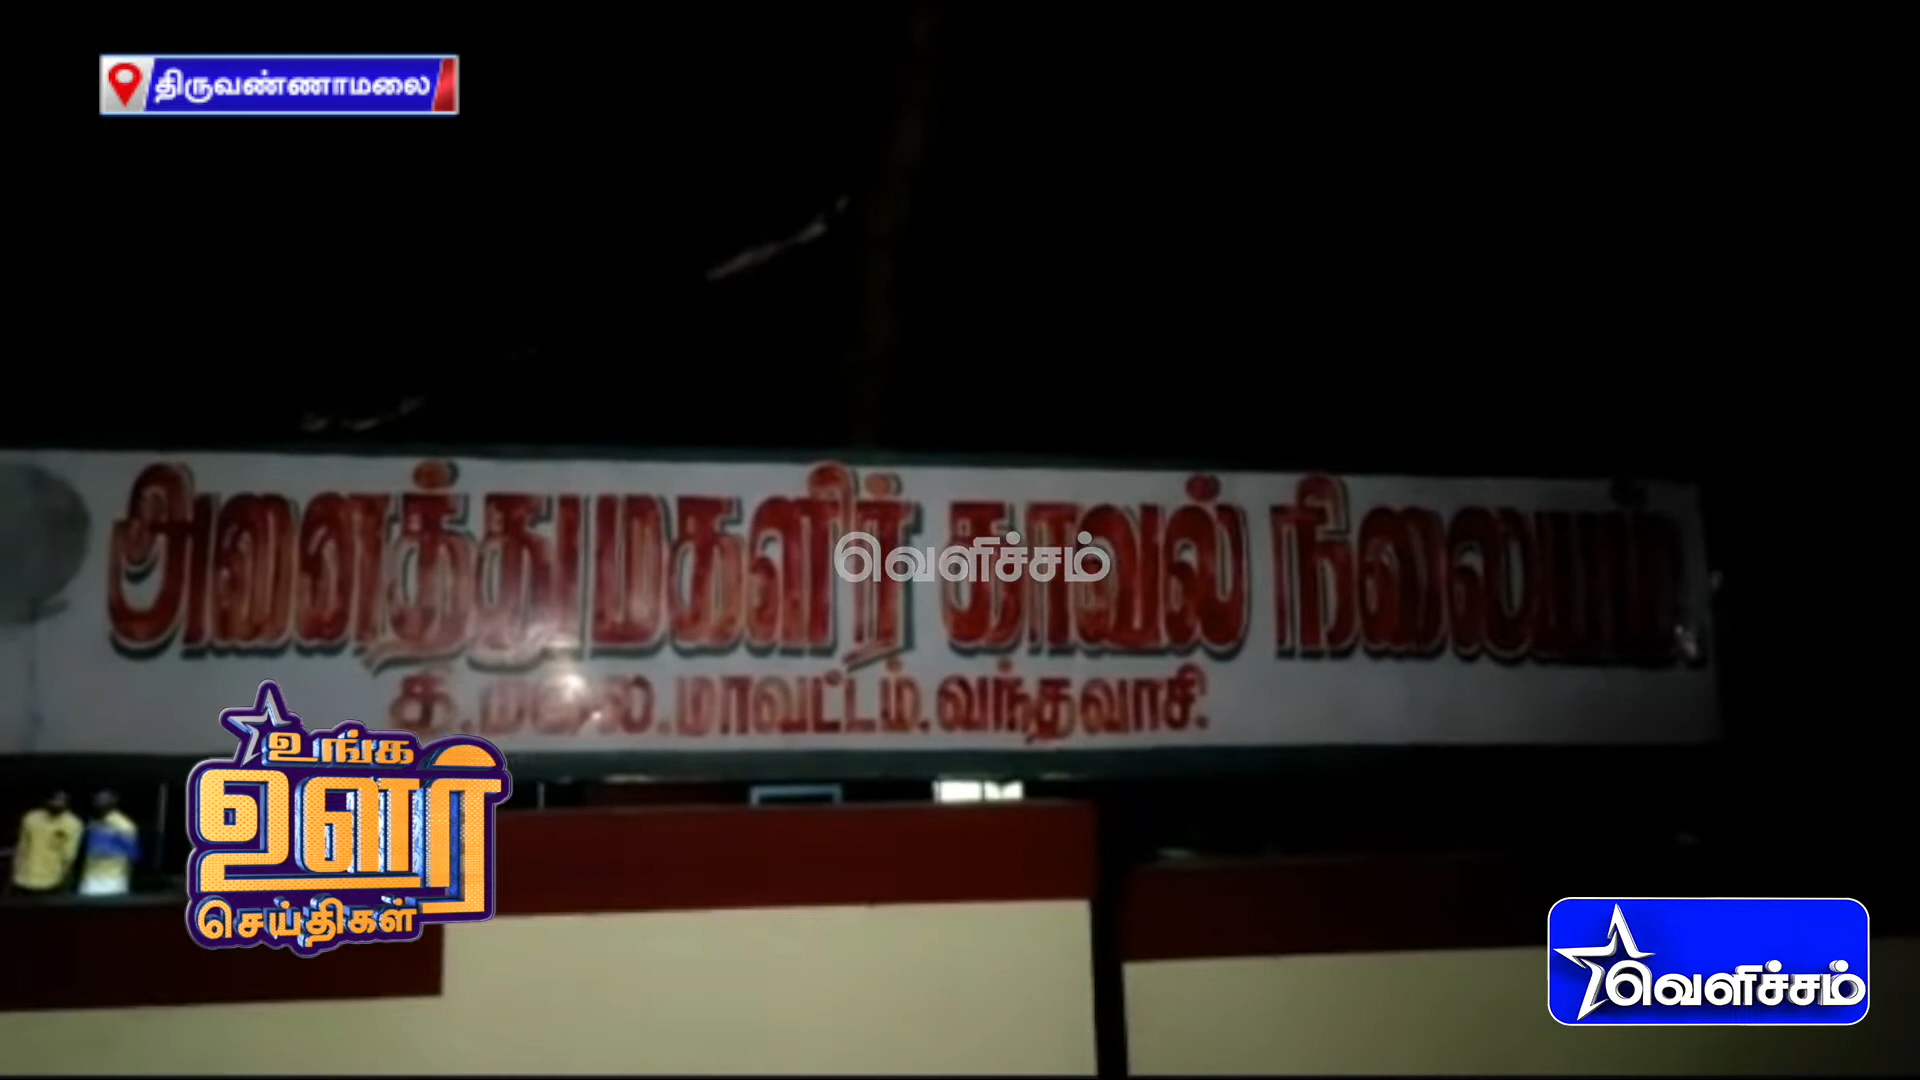 திருவண்ணாமலை
அனைத்து மகளிர் காவல் நிலையம்
வெளிச்சம்
த.மலை.மாவட்டம்.வந்தவாசி.
உங்க
ஊர்
செய்திகள்
வெளிச்சம்